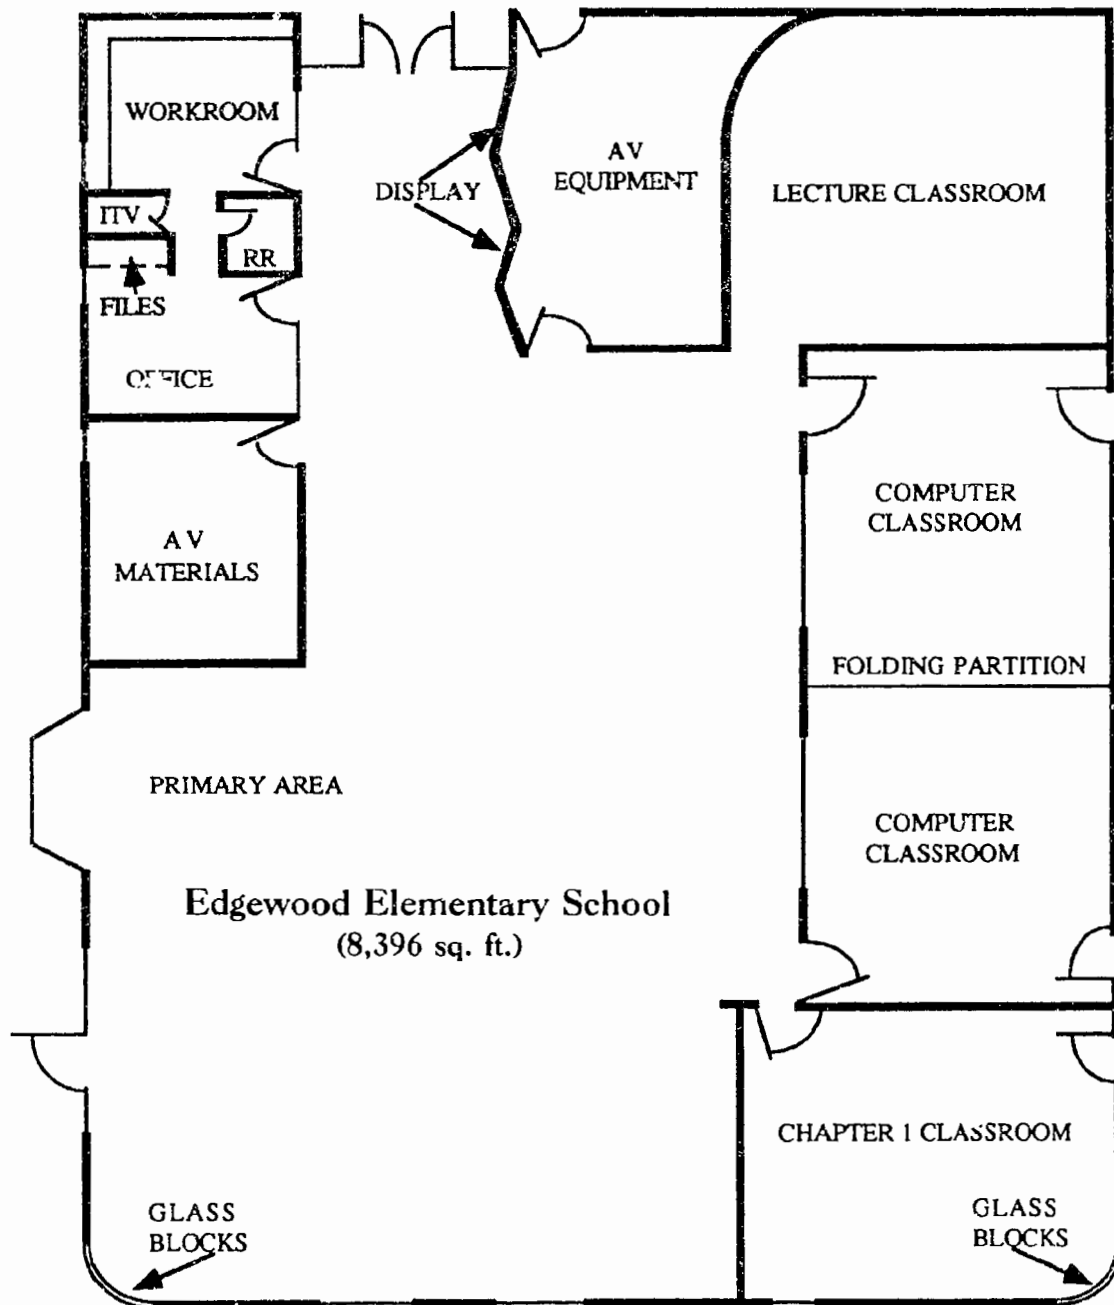 WORKROOM
AV
EQUIPMENT
DISPLAY
LECTURE CLASSROOM
ITV
RR
FILES
OFFICE
COMPUTER
CLASSROOM
AV
MATERIALS
FOLDING PARTITION
PRIMARY AREA
COMPUTER
CLASSROOM
Edgewood Elementary School
(8,396 sq. ft.)
CHAPTER 1 CLASSROOM
GLASS
BLOCKS
GLASS
BLOCKS